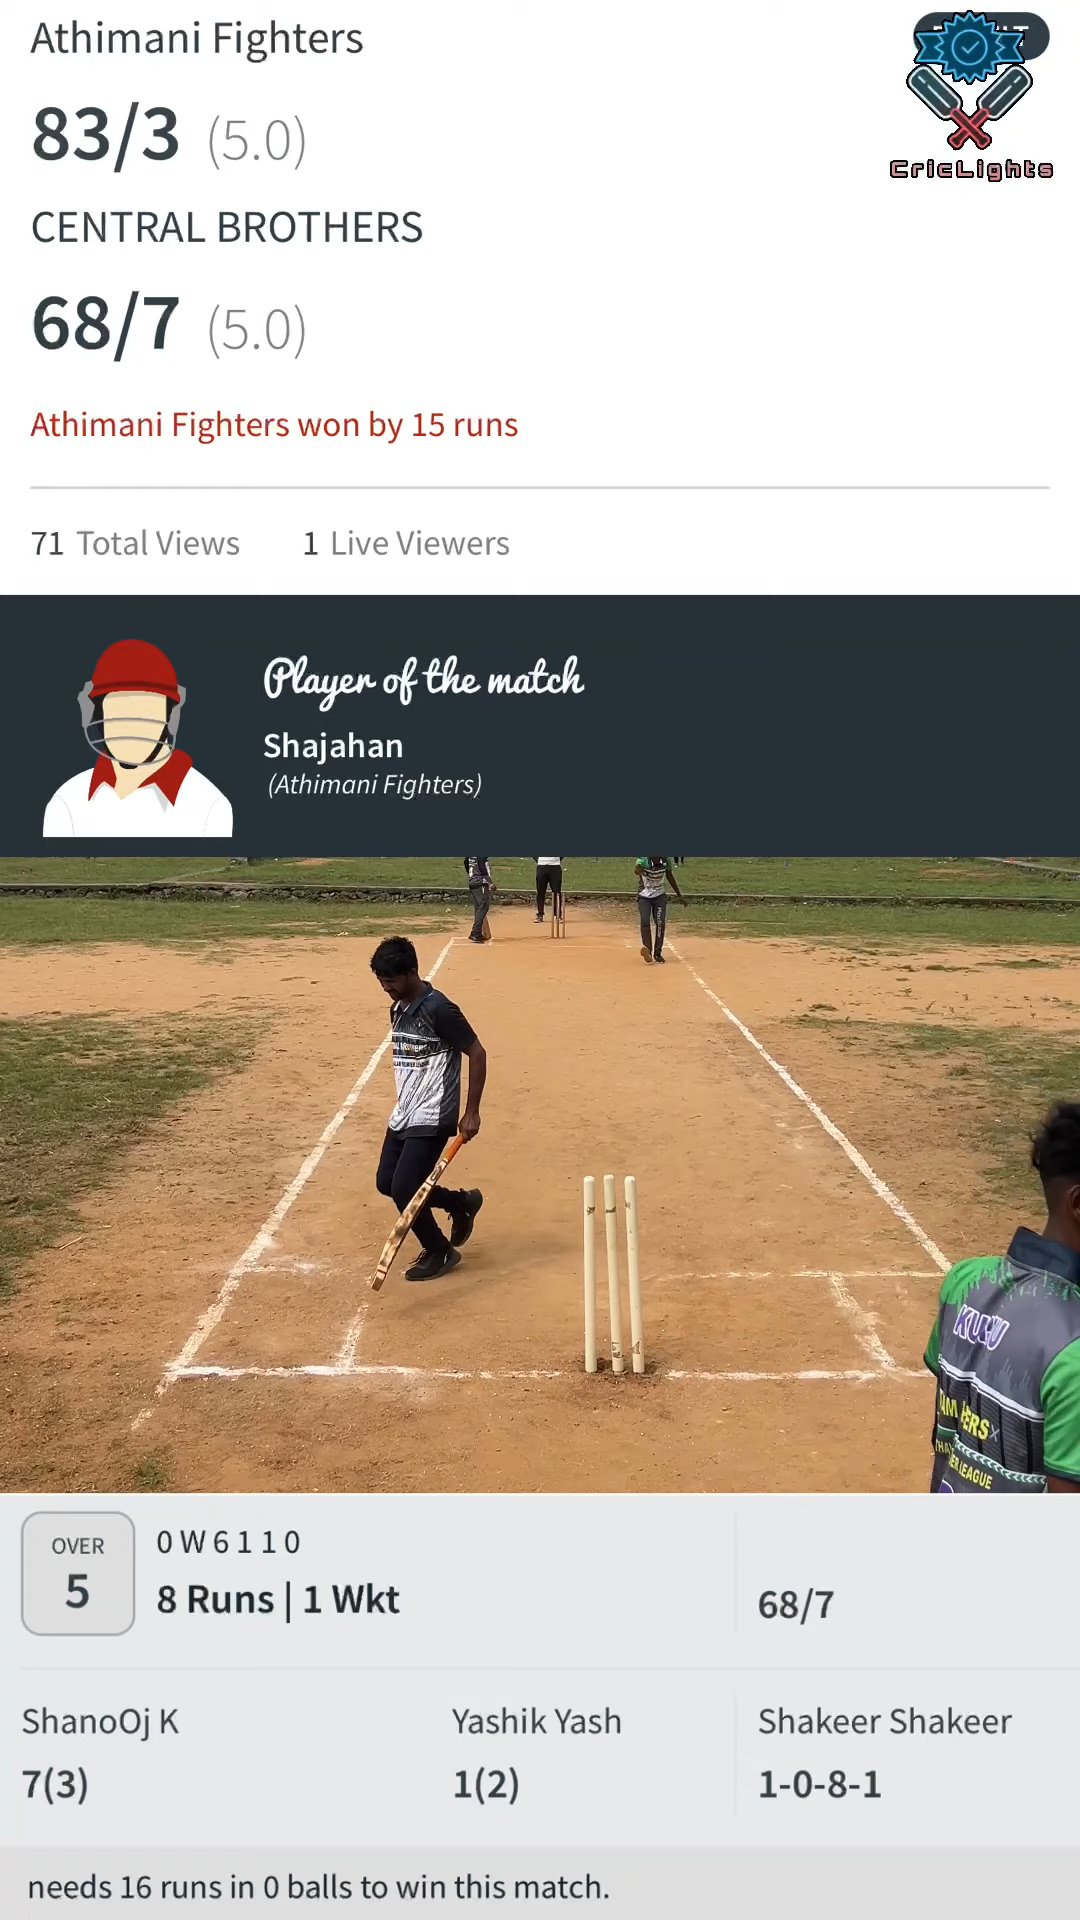 Athimani Fighters
83/3 (5.0)
CricLights
CENTRAL BROTHERS
68/7 (5.0)
Athimani Fighters won by 15 runs
71 Total Views 1 Live Viewers
Player of the match
Shajahan
(Athimani Fighters)
LEAGUE
OVER
5
0 W 6 1 1 0
8 Runs | 1 Wkt
68/7
ShanoOj K
7(3)
Yashik Yash
1(2)
Shakeer Shakeer
1-0-8-1
needs 16 runs in 0 balls to win this match.